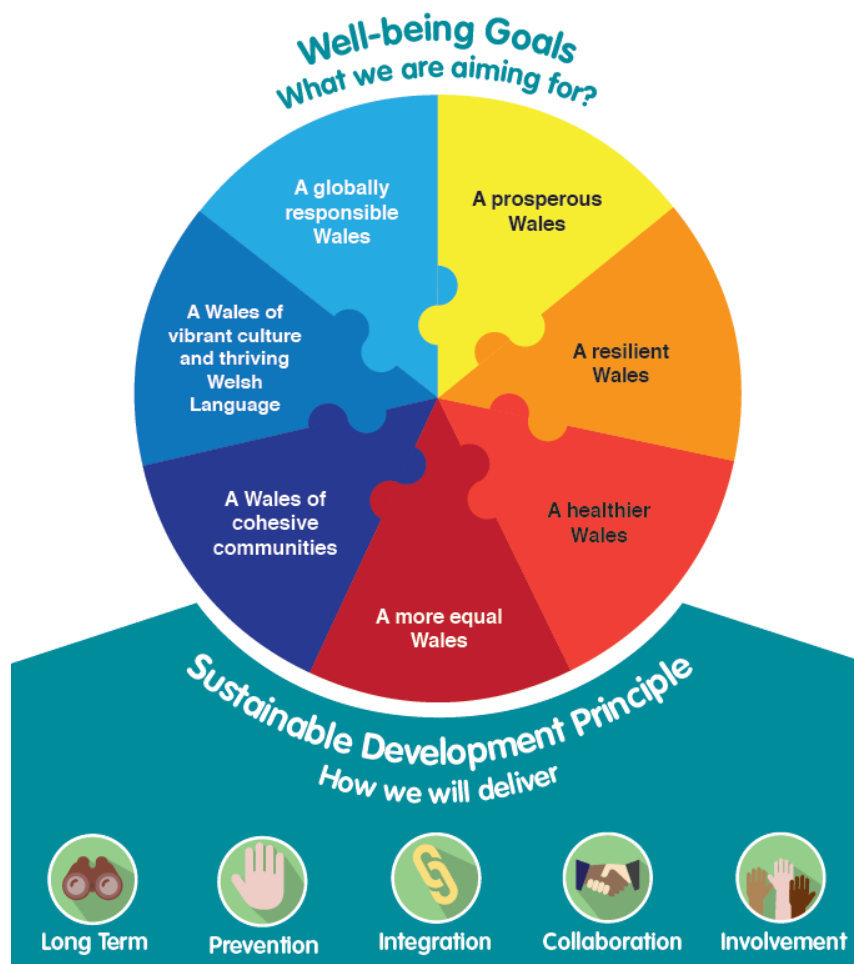 Well-being Goals
What we are aiming for?
A globally
responsible
Wales
A prosperous
Wales
A Wales of
vibrant culture
and thriving
Welsh
Language
A resilient
Wales
A Wales of
cohesive
communities
A healthier
Wales
A more equal
Wales
Sustainable Development Principle
How we will deliver
Long Term
Prevention
Integration
Collaboration
Involvement